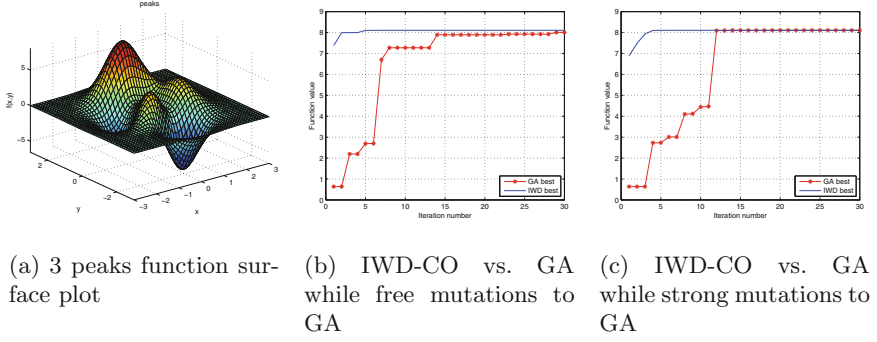 peaks
5
0
−5
f(x,y)
2
0
−2
y
−3
−2
−1
0
1
2
3
x
9
8
7
6
5
4
3
2
1
0
Function value
0
5
10
15
20
25
30
Iteration number
GA best
IWD best
9
8
7
6
5
4
3
2
1
0
Function value
0
5
10
15
20
25
30
Iteration number
GA best
IWD best
(a) 3 peaks function sur-
face plot
(b) IWD-CO vs. GA
while free mutations to
GA
(c) IWD-CO vs. GA
while strong mutations to
GA